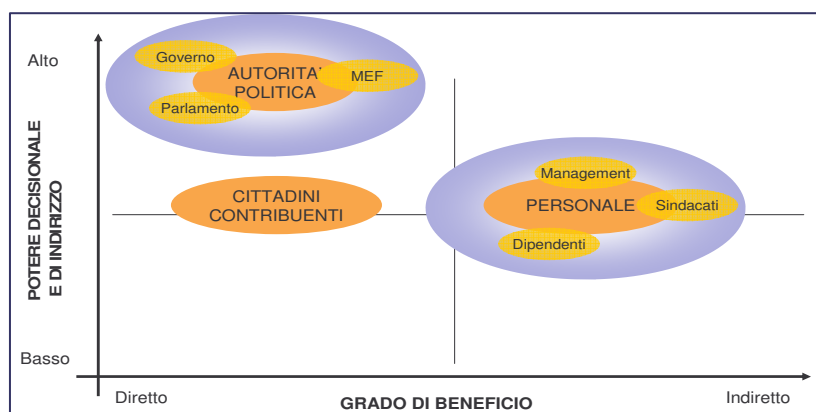 Alto
Governo
AUTORITA'
POLITICA
MEF
Parlamento
POTERE DECISIONALE
E DI INDIRIZZO
Management
CITTADINI
CONTRIBUENTI
PERSONALE
Sindacati
Dipendenti
Basso
Diretto
GRADO DI BENEFICIO
Indiretto